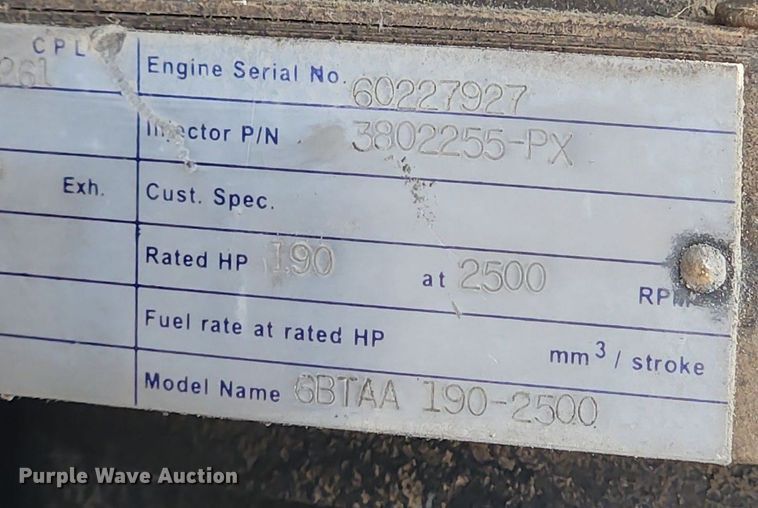 CPL
261
Engine Serial No. 60227927
Injector P/N 3802255-PX
Exh.
Cust. Spec.
Rated HP 190 at 2500 RPM
Fuel rate at rated HP mm3 / stroke
Model Name 6BTAA 190-2500
Purple Wave Auction